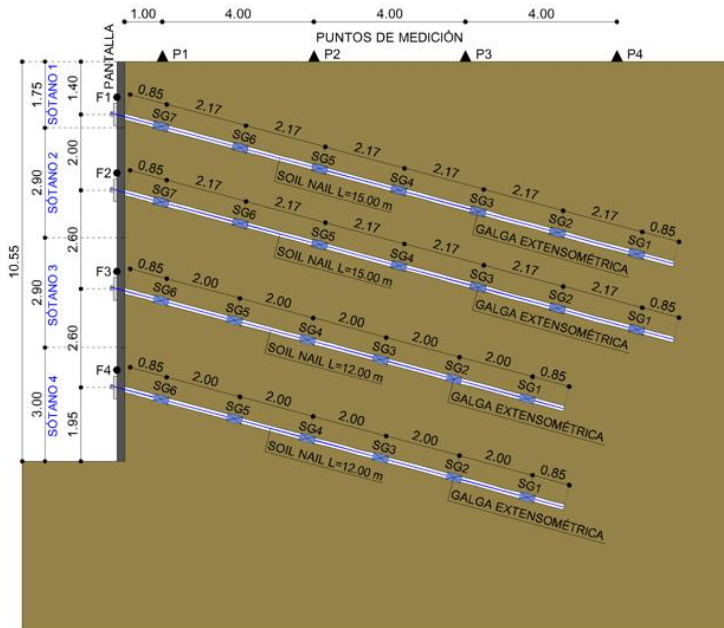 1.00 4.00 4.00 4.00
PUNTOS DE MEDICIÓN
P1 P2 P3 P4
PANTALLA
10.55
1.75 2.90 2.90 3.00
SÓTANO 1
SÓTANO 2
SÓTANO 3
SÓTANO 4
1.40 2.00 2.60 2.60 1.95
F1
0.85 2.17 2.17 2.17 2.17 2.17 2.17 0.85
SG7 SG6 SG5 SG4 SG3 SG2 SG1
SOIL NAIL L=15.00 m
GALGA EXTENSOMÉTRICA
F2
0.85 2.17 2.17 2.17 2.17 2.17 2.17 0.85
SG7 SG6 SG5 SG4 SG3 SG2 SG1
SOIL NAIL L=15.00 m
GALGA EXTENSOMÉTRICA
F3
0.85 2.00 2.00 2.00 2.00 2.00 0.85
SG6 SG5 SG4 SG3 SG2 SG1
SOIL NAIL L=12.00 m
GALGA EXTENSOMÉTRICA
F4
0.85 2.00 2.00 2.00 2.00 2.00 0.85
SG6 SG5 SG4 SG3 SG2 SG1
SOIL NAIL L=12.00 m
GALGA EXTENSOMÉTRICA